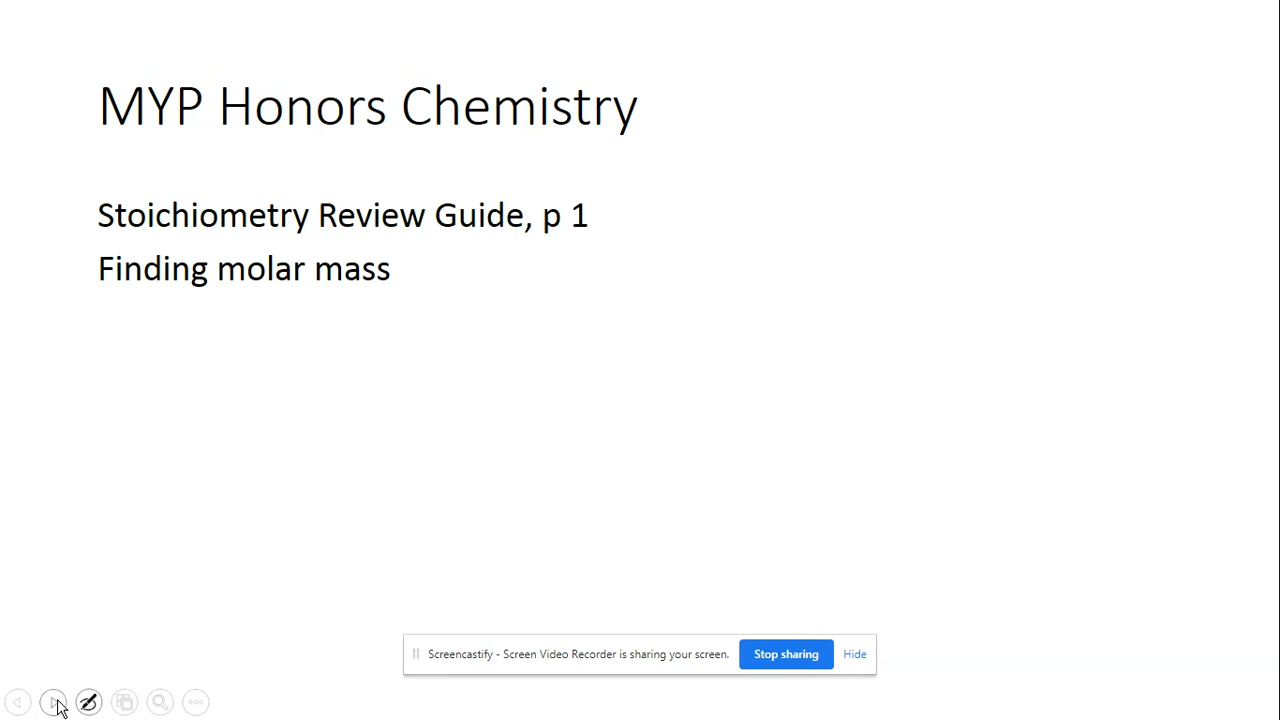 MYP Honors Chemistry
Stoichiometry Review Guide, p 1
Finding molar mass
Screencastify - Screen Video Recorder is sharing your screen. Stop sharing Hide